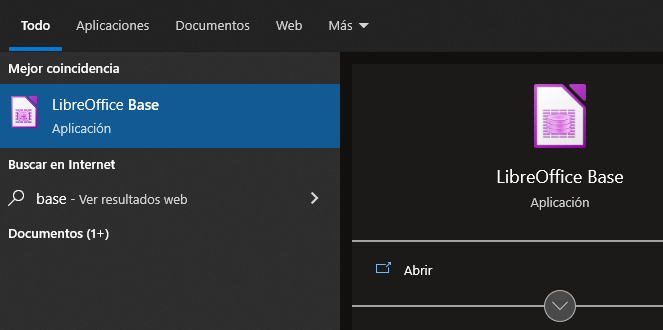 Todo Aplicaciones Documentos Web Más
Mejor coincidencia
LibreOffice Base
Aplicación
Buscar en Internet
base - Ver resultados web
Documentos (1+)
LibreOffice Base
Aplicación
Abrir